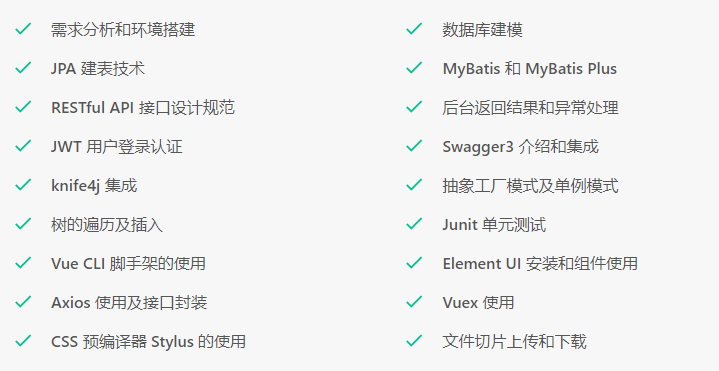 需求分析和环境搭建
数据库建模
JPA 建表技术
MyBatis 和 MyBatis Plus
RESTful API 接口设计规范
后台返回结果和异常处理
JWT 用户登录认证
Swagger3 介绍和集成
knife4j 集成
抽象工厂模式及单例模式
树的遍历及插入
Junit 单元测试
Vue CLI 脚手架的使用
Element UI 安装和组件使用
Axios 使用及接口封装
Vuex 使用
CSS 预编译器 Stylus 的使用
文件切片上传和下载